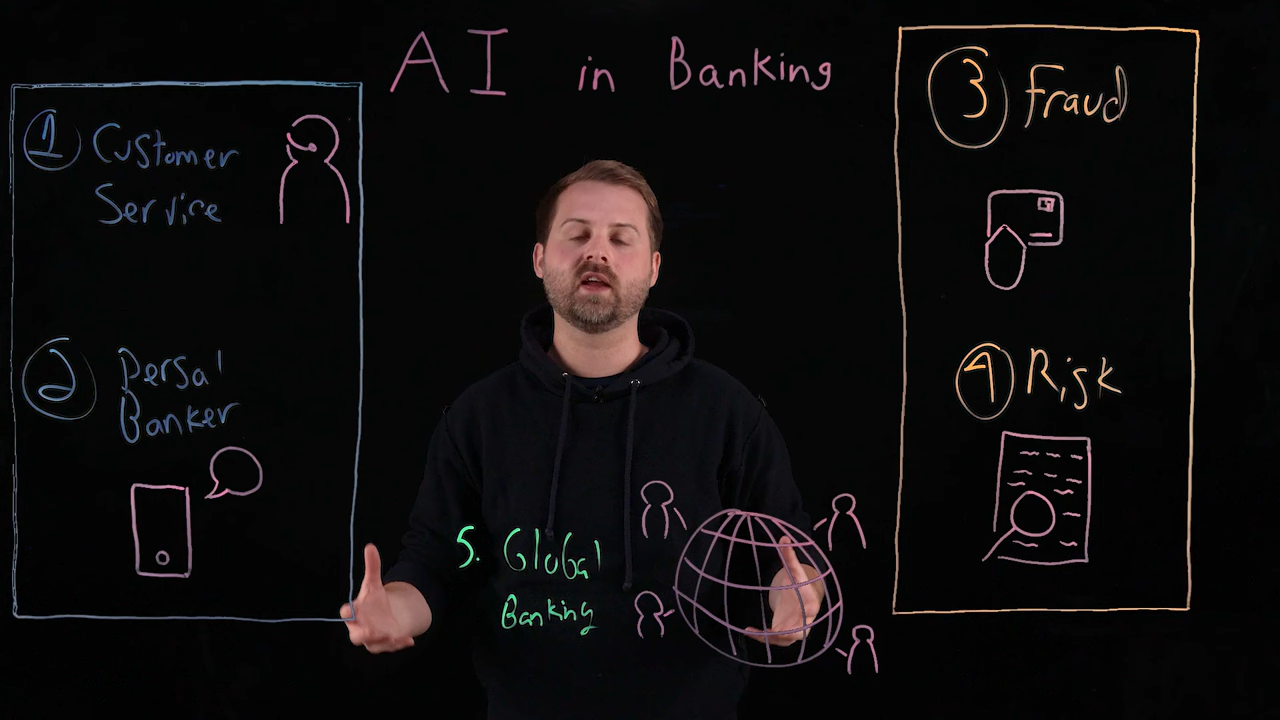 AI in Banking
1 Customer
Service
2 Persal
Banker
3 Fraud
4 Risk
5. Global
Banking